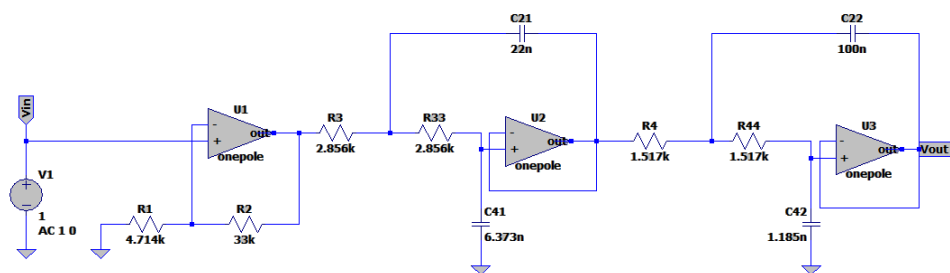 C21
22n
C22
100n
Vin
U1
out
onepole
R3
2.856k
R33
2.856k
U2
out
onepole
R4
1.517k
R44
1.517k
U3
out
onepole
Vout
V1
1
AC 1 0
R1
4.714k
R2
33k
C41
6.373n
C42
1.185n